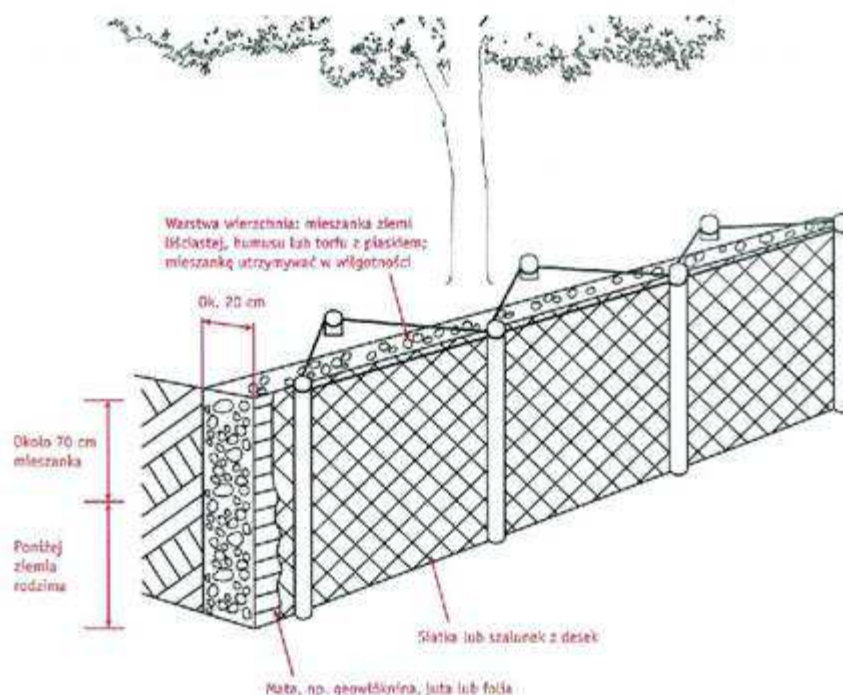 Warstwa wierzchnia: mieszanka ziemi
liściastej, humusu lub torfu z piaskiem;
mieszankę utrzymywać w wilgotności
Ok. 20 cm
Około 70 cm
mieszanka
Poniżej
ziemia
rodzima
Siatka lub szalunek z desek
Mata, np. geowłóknina, juta lub folia